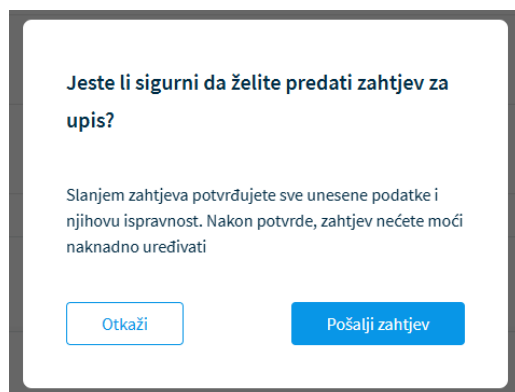 Jeste li sigurni da želite predati zahtjev za
upis?
Slanjem zahtjeva potvrđujete sve unesene podatke i
njihovu ispravnost. Nakon potvrde, zahtjev nećete moći
naknadno uređivati
Otkaži
Pošalji zahtjev